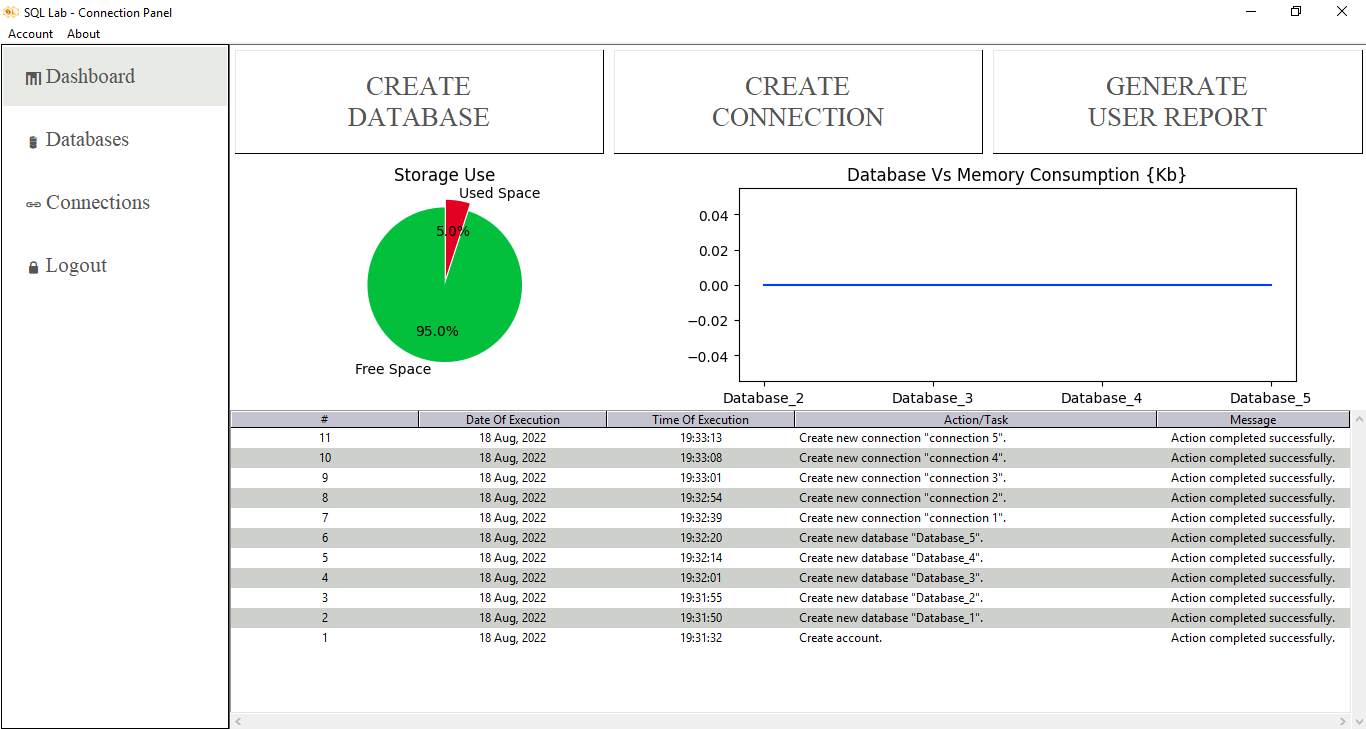 SQL Lab - Connection Panel
Account About
Dashboard
Databases
Connections
Logout
CREATE
DATABASE
CREATE
CONNECTION
GENERATE
USER REPORT
Storage Use
Used Space
5.0%
95.0%
Free Space
Database Vs Memory Consumption {Kb}
0.04
0.02
0.00
−0.02
−0.04
Database_2 Database_3 Database_4 Database_5
# Date Of Execution Time Of Execution Action/Task Message
11 18 Aug, 2022 19:33:13 Create new connection "connection 5". Action completed successfully.
10 18 Aug, 2022 19:33:08 Create new connection "connection 4". Action completed successfully.
9 18 Aug, 2022 19:33:01 Create new connection "connection 3". Action completed successfully.
8 18 Aug, 2022 19:32:54 Create new connection "connection 2". Action completed successfully.
7 18 Aug, 2022 19:32:39 Create new connection "connection 1". Action completed successfully.
6 18 Aug, 2022 19:32:20 Create new database "Database_5". Action completed successfully.
5 18 Aug, 2022 19:32:14 Create new database "Database_4". Action completed successfully.
4 18 Aug, 2022 19:32:01 Create new database "Database_3". Action completed successfully.
3 18 Aug, 2022 19:31:55 Create new database "Database_2". Action completed successfully.
2 18 Aug, 2022 19:31:50 Create new database "Database_1". Action completed successfully.
1 18 Aug, 2022 19:31:32 Create account. Action completed successfully.